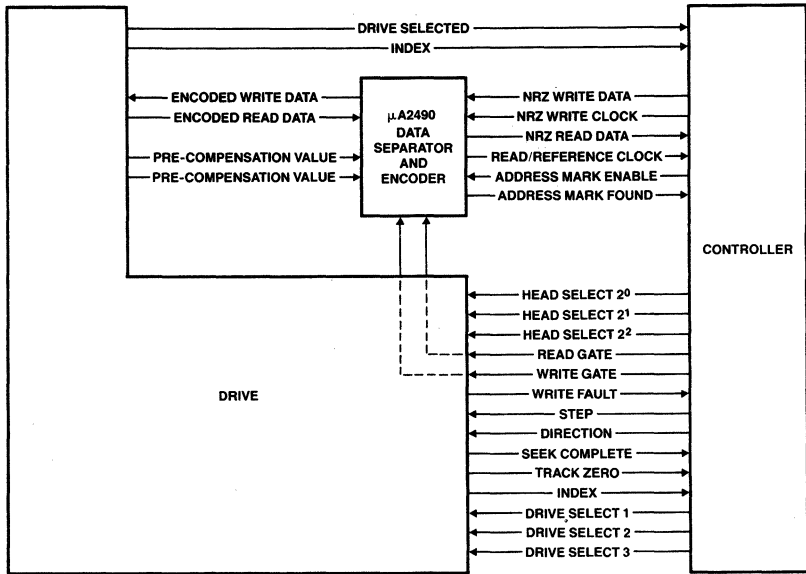 DRIVE SELECTED
INDEX
ENCODED WRITE DATA
ENCODED READ DATA
PRE-COMPENSATION VALUE
PRE-COMPENSATION VALUE
μA2490
DATA
SEPARATOR
AND
ENCODER
NRZ WRITE DATA
NRZ WRITE CLOCK
NRZ READ DATA
READ/REFERENCE CLOCK
ADDRESS MARK ENABLE
ADDRESS MARK FOUND
CONTROLLER
DRIVE
HEAD SELECT 2⁰
HEAD SELECT 2¹
HEAD SELECT 2²
READ GATE
WRITE GATE
WRITE FAULT
STEP
DIRECTION
SEEK COMPLETE
TRACK ZERO
INDEX
DRIVE SELECT 1
DRIVE SELECT 2
DRIVE SELECT 3